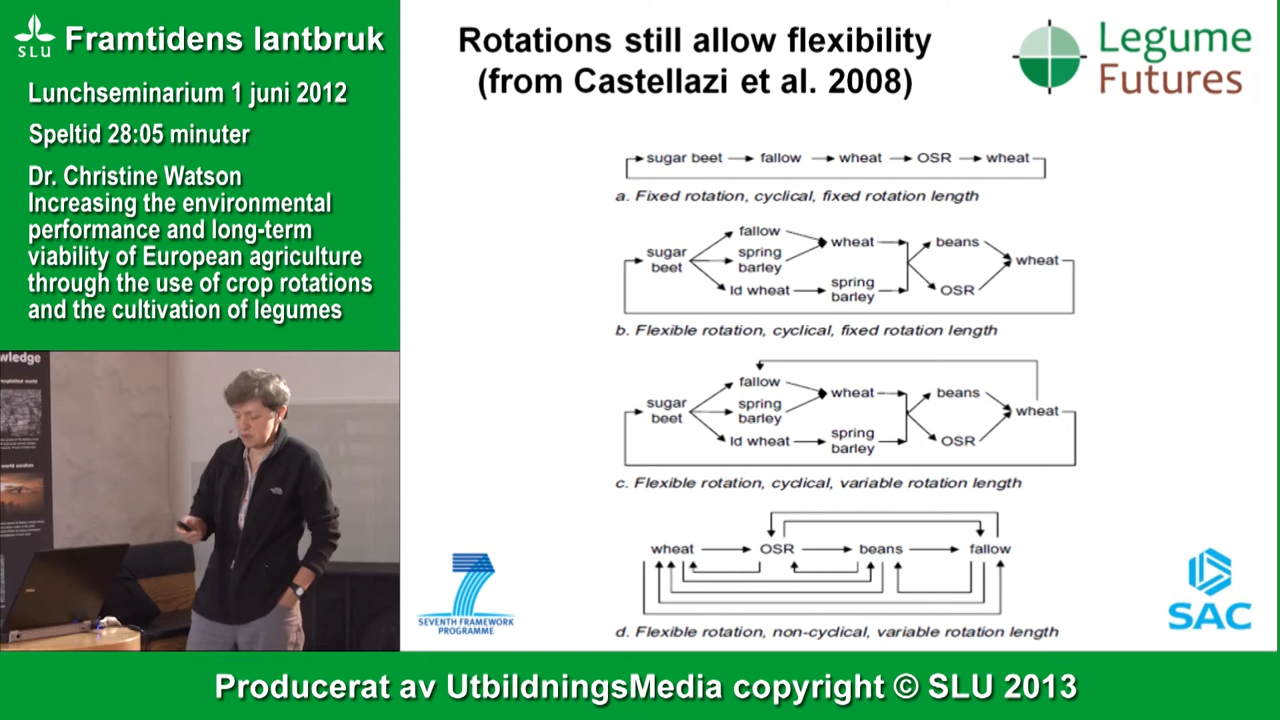 SLU
Framtidens lantbruk
Lunchseminarium 1 juni 2012
Speltid 28:05 minuter
Dr. Christine Watson
Increasing the environmental
performance and long-term
viability of European agriculture
through the use of crop rotations
and the cultivation of legumes
wledge
world
Rotations still allow flexibility
(from Castellazi et al. 2008)
Legume
Futures
sugar beet fallow wheat OSR wheat
a. Fixed rotation, cyclical, fixed rotation length
sugar
beet
fallow
spring
barley
ld wheat
wheat
spring
barley
beans
OSR
wheat
b. Flexible rotation, cyclical, fixed rotation length
sugar
beet
fallow
spring
barley
ld wheat
wheat
spring
barley
beans
OSR
wheat
c. Flexible rotation, cyclical, variable rotation length
wheat OSR beans fallow
d. Flexible rotation, non-cyclical, variable rotation length
7
SEVENTH FRAMEWORK
PROGRAMME
SAC
Producerat av UtbildningsMedia copyright © SLU 2013